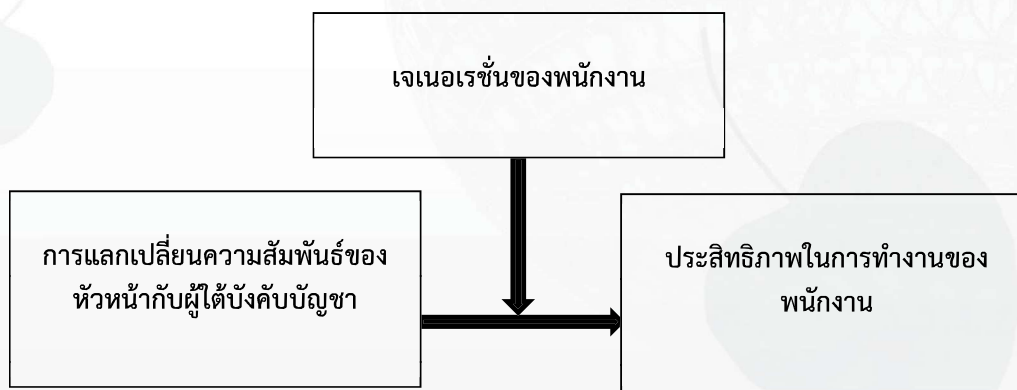 เจเนอเรชั่นของพนักงาน
การแลกเปลี่ยนความสัมพันธ์ของ
หัวหน้ากับผู้ใต้บังคับบัญชา
ประสิทธิภาพในการทำงานของ
พนักงาน